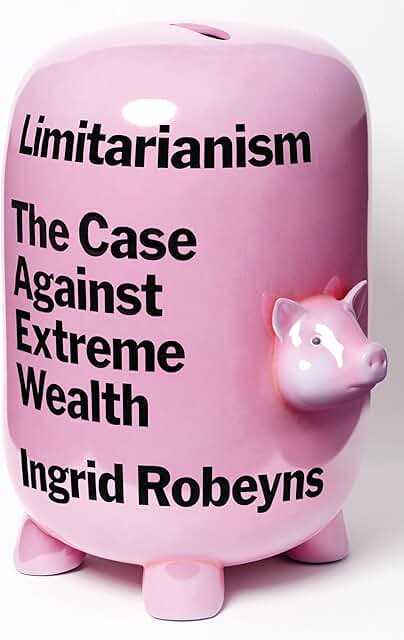 Limitarianism
The Case
Against
Extreme
Wealth
Ingrid Robeyns